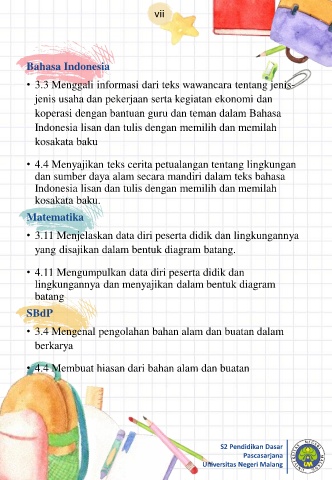 vii
Bahasa Indonesia
• 3.3 Menggali informasi dari teks wawancara tentang jenis-
jenis usaha dan pekerjaan serta kegiatan ekonomi dan
koperasi dengan bantuan guru dan teman dalam Bahasa
Indonesia lisan dan tulis dengan memilih dan memilah
kosakata baku
• 4.4 Menyajikan teks cerita petualangan tentang lingkungan
dan sumber daya alam secara mandiri dalam teks bahasa
Indonesia lisan dan tulis dengan memilih dan memilah
kosakata baku.
Matematika
• 3.11 Menjelaskan data diri peserta didik dan lingkungannya
yang disajikan dalam bentuk diagram batang.
• 4.11 Mengumpulkan data diri peserta didik dan
lingkungannya dan menyajikan dalam bentuk diagram
batang
SBdP
• 3.4 Mengenal pengolahan bahan alam dan buatan dalam
berkarya
• 4.4 Membuat hiasan dari bahan alam dan buatan
S2 Pendidikan Dasar
Pascasarjana
Universitas Negeri Malang